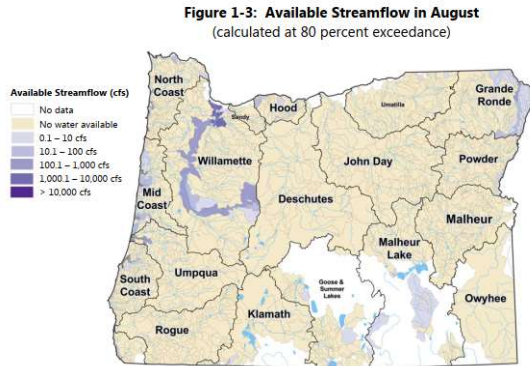 Figure 1-3: Available Streamflow in August
(calculated at 80 percent exceedance)
Available Streamflow (cfs)
No data
No water available
0.1 – 10 cfs
10.1 – 100 cfs
100.1 – 1,000 cfs
1,000.1 – 10,000 cfs
> 10,000 cfs
North
Coast
Sandy
Hood
Umatilla
Grande
Ronde
Willamette
John Day
Powder
Mid
Coast
Deschutes
Malheur
Malheur
Lake
South
Coast
Umpqua
Goose &
Summer
Lakes
Owyhee
Rogue
Klamath